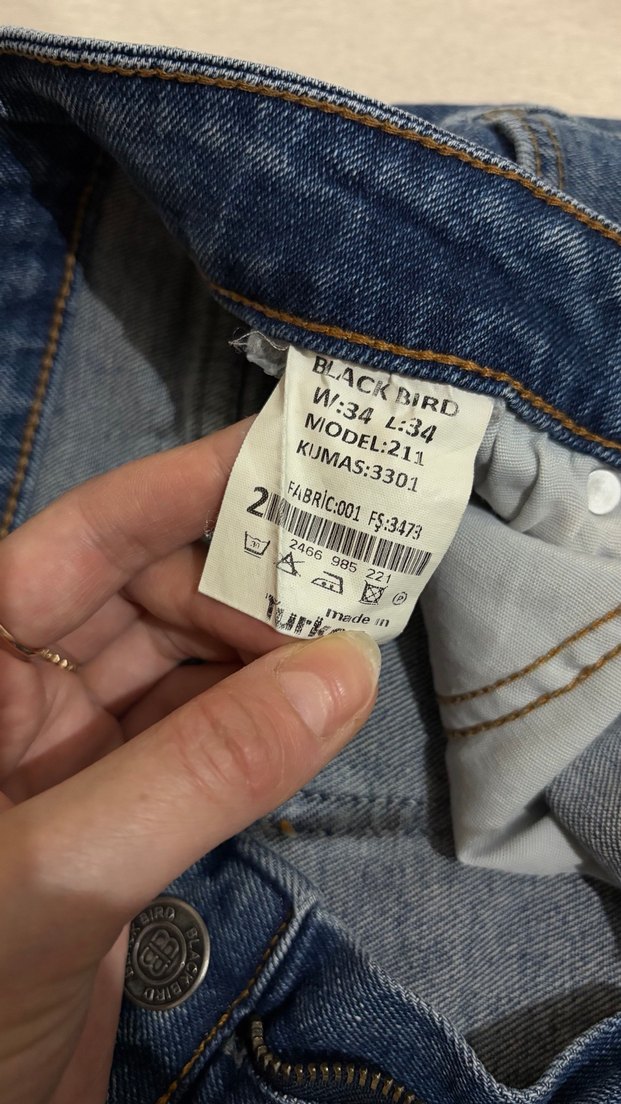 BLACK BIRD
W:34 L:34
MODEL:211
KUMAS:3301
FABRİC:001 FŞ:3473
2
2466 985 221
P
made in
BLACK BIRD